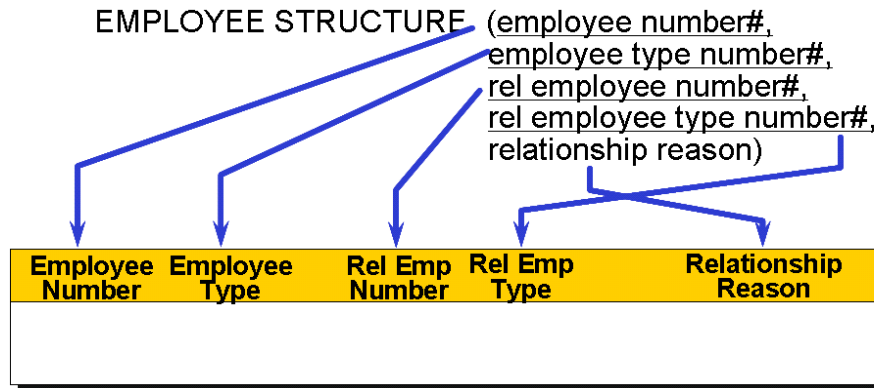 EMPLOYEE STRUCTURE (employee number#,
employee type number#,
rel employee number#,
rel employee type number#,
relationship reason)
Employee Number
Employee Type
Rel Emp Number
Rel Emp Type
Relationship Reason